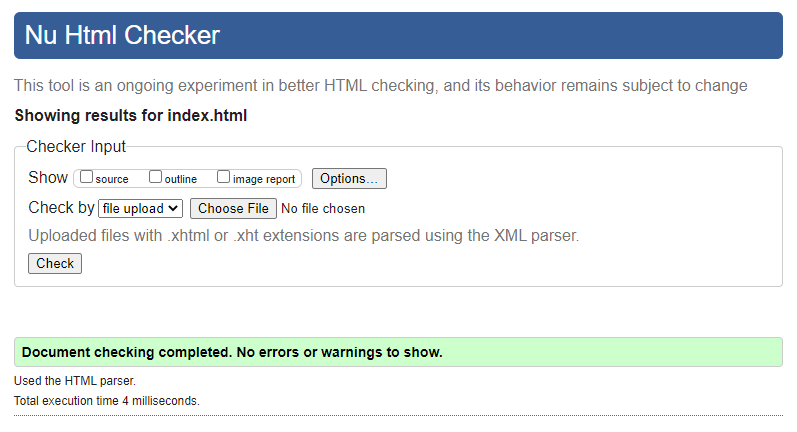 Nu Html Checker
This tool is an ongoing experiment in better HTML checking, and its behavior remains subject to change
Showing results for index.html
Checker Input
Show source outline image report Options...
Check by file upload Choose File No file chosen
Uploaded files with .xhtml or .xht extensions are parsed using the XML parser.
Check
Document checking completed. No errors or warnings to show.
Used the HTML parser.
Total execution time 4 milliseconds.